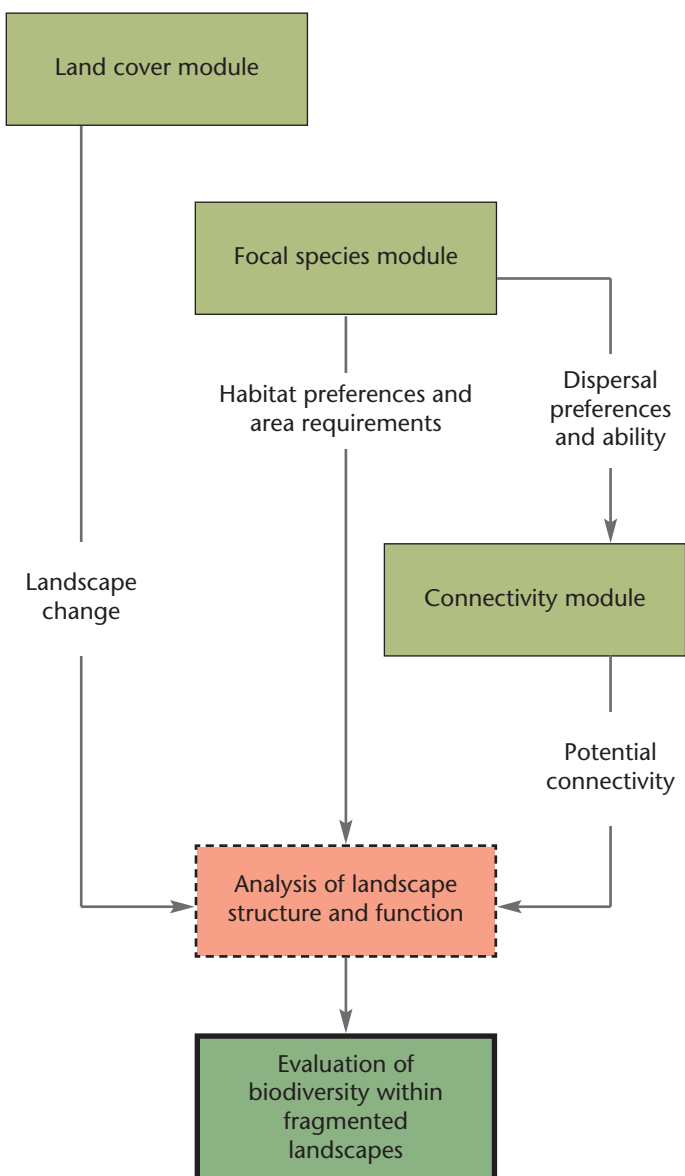 Land cover module
Focal species module
Habitat preferences and
area requirements
Dispersal
preferences
and ability
Landscape
change
Connectivity module
Potential
connectivity
Analysis of landscape
structure and function
Evaluation of
biodiversity within
fragmented
landscapes